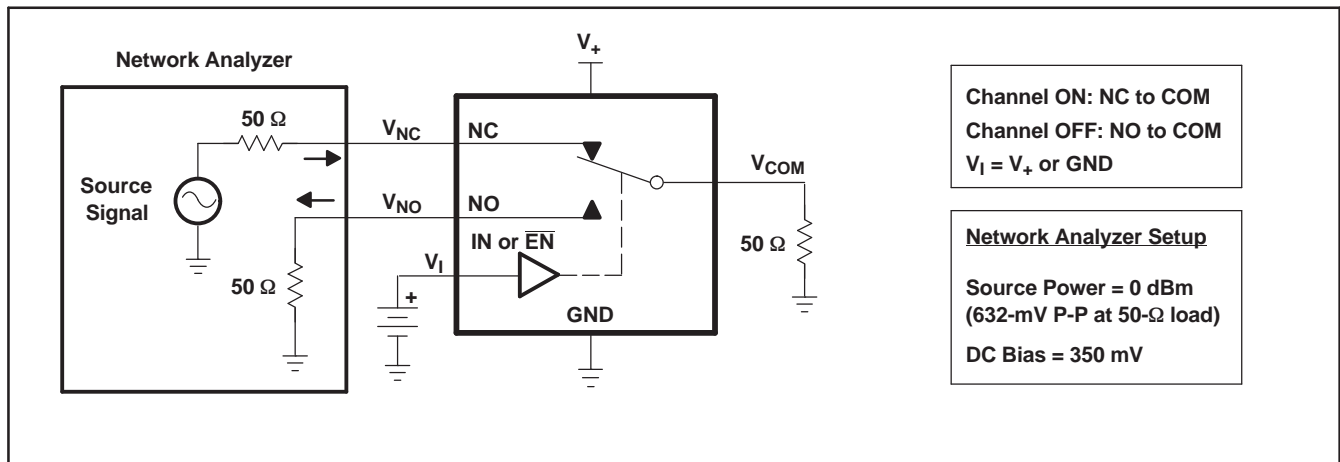 V+
Network Analyzer
50 Ω
VNC
NC
Channel ON: NC to COM
Channel OFF: NO to COM
VI = V+ or GND
VCOM
Source
Signal
VNO
NO
IN or E̅N̅
50 Ω
VI
50 Ω
+
GND
Network Analyzer Setup
Source Power = 0 dBm
(632-mV P-P at 50-Ω load)
DC Bias = 350 mV